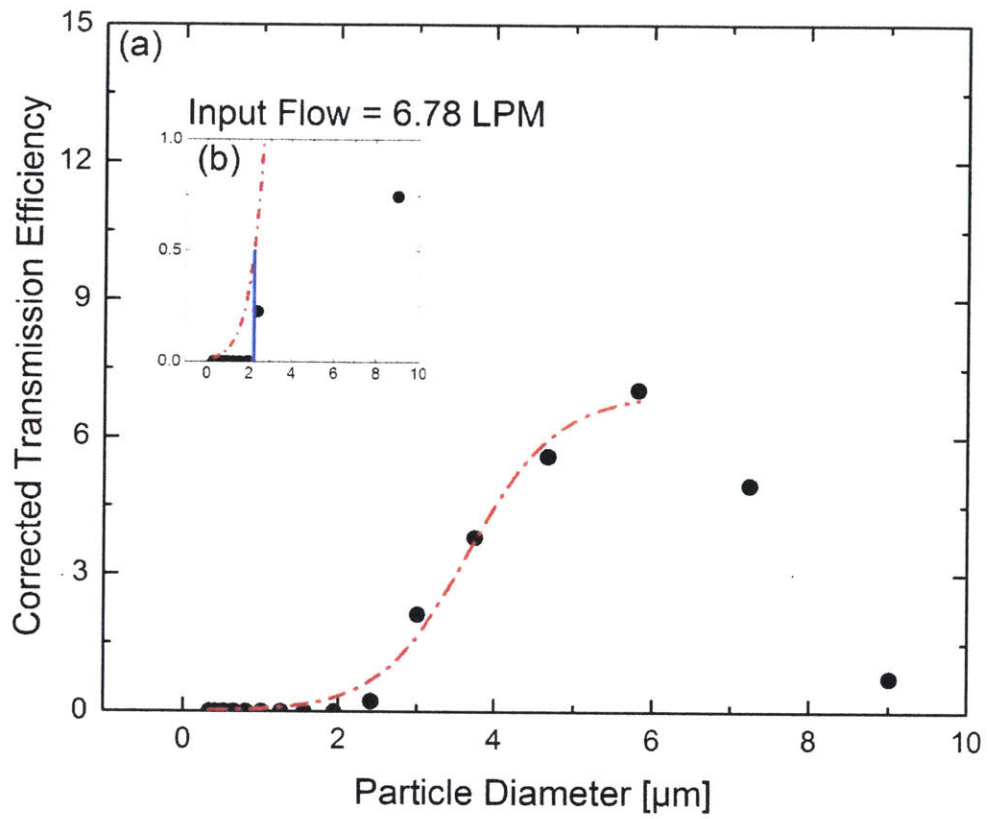 (a)
15
12
9
6
3
0
0 2 4 6 8 10
Corrected Transmission Efficiency
Particle Diameter [μm]
Input Flow = 6.78 LPM
(b)
1.0
0.5
0.0
0 2 4 6 8 10